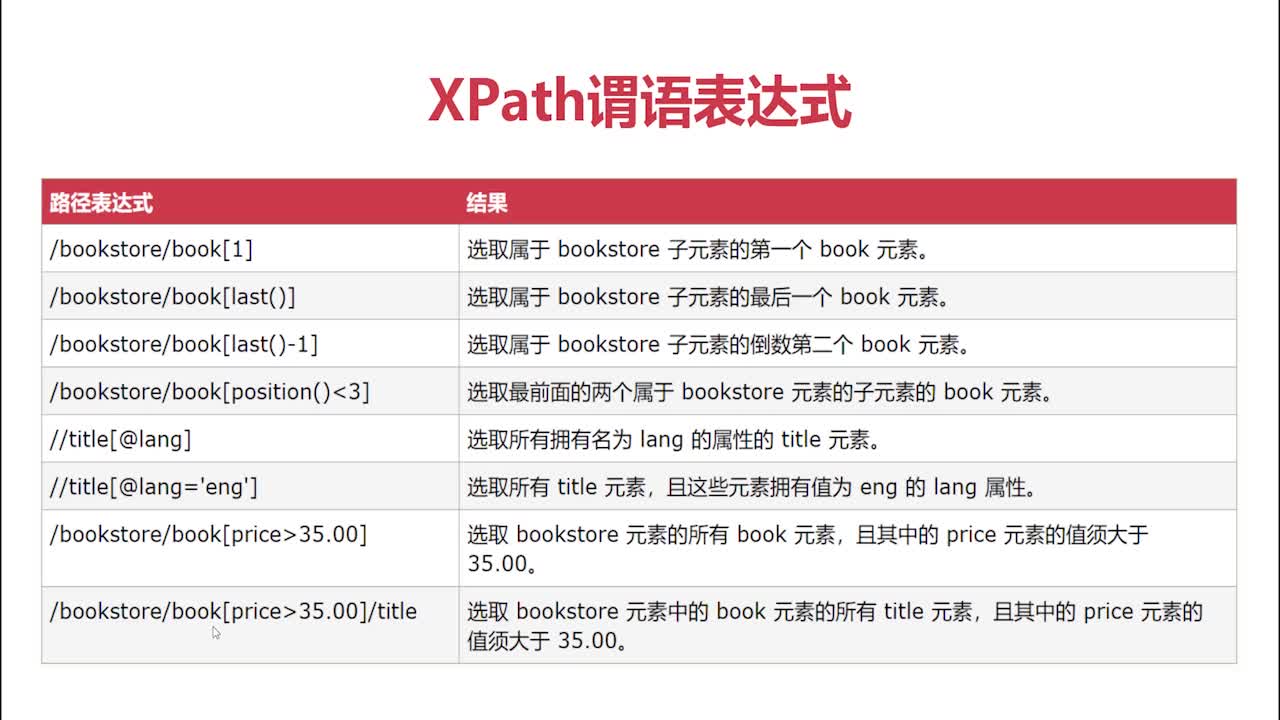 XPath谓语表达式
路径表达式 结果
/bookstore/book[1] 选取属于 bookstore 子元素的第一个 book 元素。
/bookstore/book[last()] 选取属于 bookstore 子元素的最后一个 book 元素。
/bookstore/book[last()-1] 选取属于 bookstore 子元素的倒数第二个 book 元素。
/bookstore/book[position()<3] 选取最前面的两个属于 bookstore 元素的子元素的 book 元素。
//title[@lang] 选取所有拥有名为 lang 的属性的 title 元素。
//title[@lang='eng'] 选取所有 title 元素，且这些元素拥有值为 eng 的 lang 属性。
/bookstore/book[price>35.00] 选取 bookstore 元素的所有 book 元素，且其中的 price 元素的值须大于
35.00。
/bookstore/book[price>35.00]/title 选取 bookstore 元素中的 book 元素的所有 title 元素，且其中的 price 元素的
值须大于 35.00。